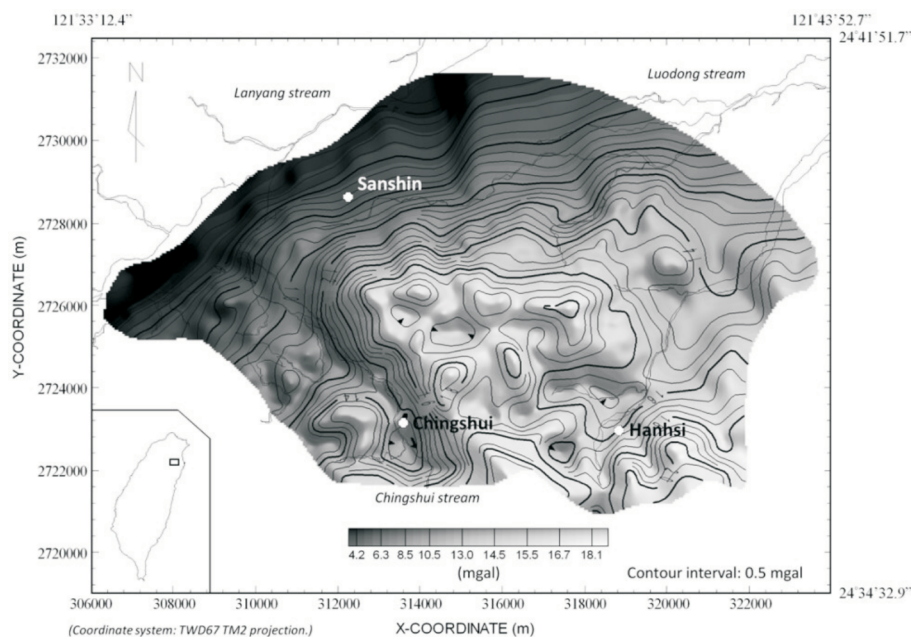 121°33'12.4"
121°43'52.7"
24°41'51.7"
2732000
N
Lanyang stream
Luodong stream
2730000
Sanshin
2728000
Y-COORDINATE (m)
2726000
2724000
Chingshui
Hanhsi
2722000
Chingshui stream
2720000
4.2 6.3 8.5 10.5 13.0 14.5 15.5 16.7 18.1
(mgal)
Contour interval: 0.5 mgal
24°34'32.9"
306000 308000 310000 312000 314000 316000 318000 320000 322000
(Coordinate system: TWD67 TM2 projection.)
X-COORDINATE (m)